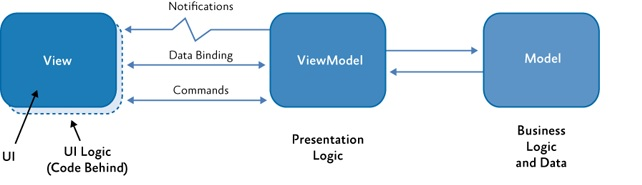 Notifications
View
Data Binding
ViewModel
Model
Commands
UI
UI Logic
(Code Behind)
Presentation
Logic
Business
Logic
and Data